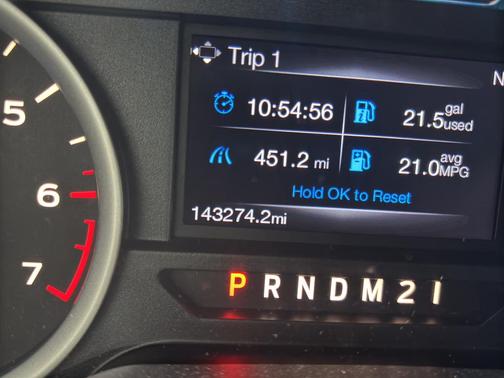 Trip 1
N
10:54:56
21.5 gal used
451.2 mi
21.0 avg MPG
Hold OK to Reset
143274.2mi
5
6
7
P R N D M 2 1